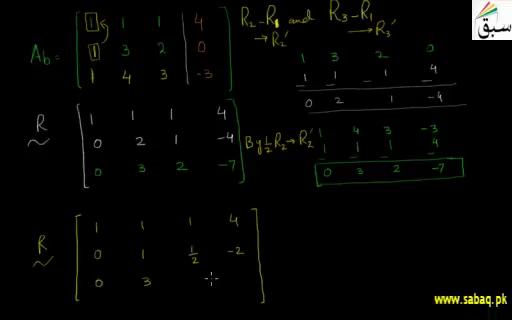 R₂ – R₁ and R₃ – R₁
→ R₂′ → R₃′
سبق
Ab = [ 1 1 1 | 4
1 3 2 | 0
1 4 3 | -3 ]
1 3 2 0
1 1 1 4
0 2 1 -4
R ~ [ 1 1 1 4
0 2 1 -4
0 3 2 -7 ]
By ½R₂ → R₂′
1 4 3 -3
1 1 1 4
0 3 2 -7
R ~ [ 1 1 1 4
0 1 ½ -2
0 3 ]
www.sabaq.pk